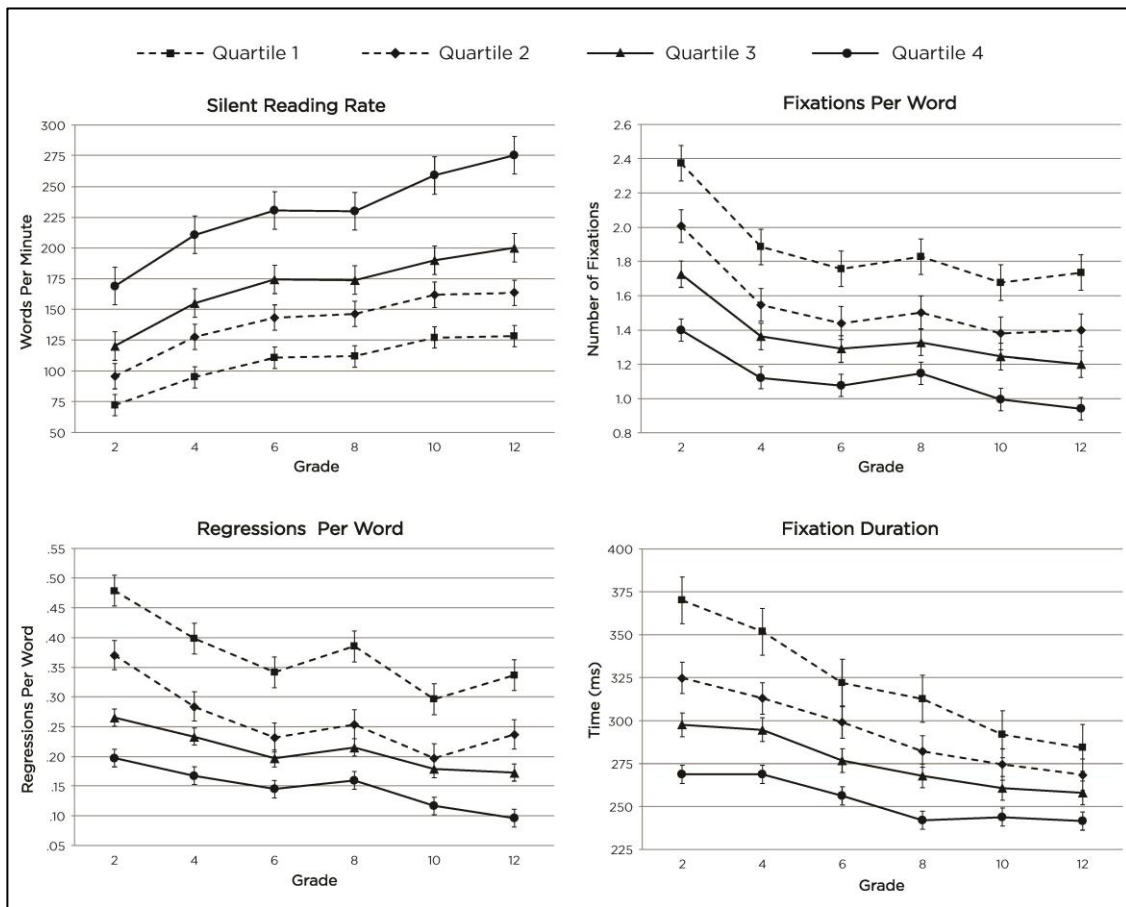 Quartile 1 Quartile 2 Quartile 3 Quartile 4
Silent Reading Rate
Words Per Minute
300
275
250
225
200
175
150
125
100
75
50
2 4 6 8 10 12
Grade
Fixations Per Word
Number of Fixations
2.6
2.4
2.2
2.0
1.8
1.6
1.4
1.2
1.0
0.8
2 4 6 8 10 12
Grade
Regressions Per Word
Regressions Per Word
.55
.50
.45
.40
.35
.30
.25
.20
.15
.10
.05
2 4 6 8 10 12
Grade
Fixation Duration
Time (ms)
400
375
350
325
300
275
250
225
2 4 6 8 10 12
Grade